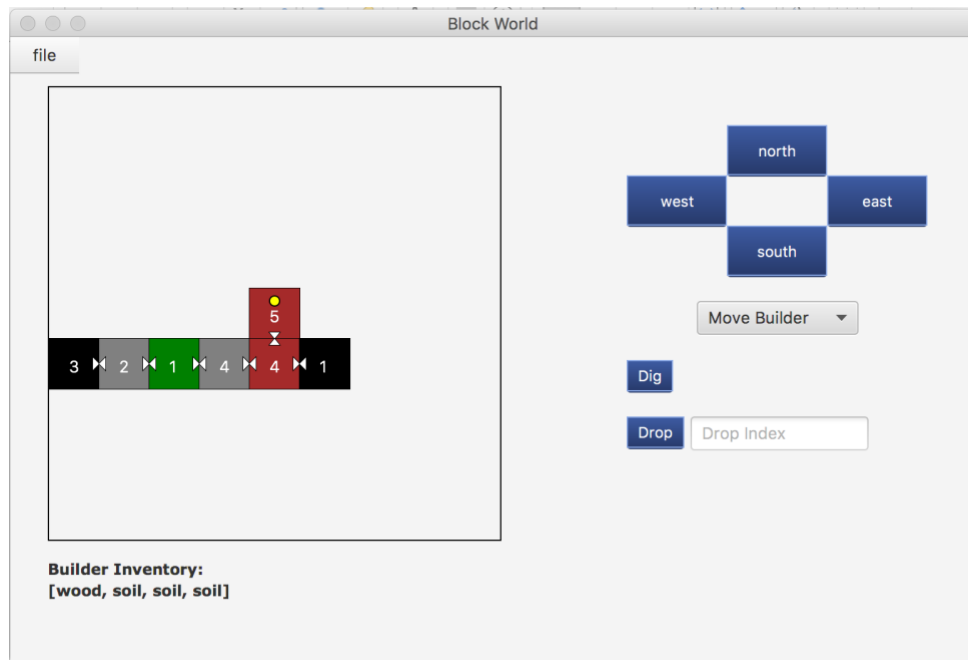 Block World
file
north
west
east
south
5
3 2 1 4 4 1
Move Builder
Dig
Drop Drop Index
Builder Inventory:
[wood, soil, soil, soil]